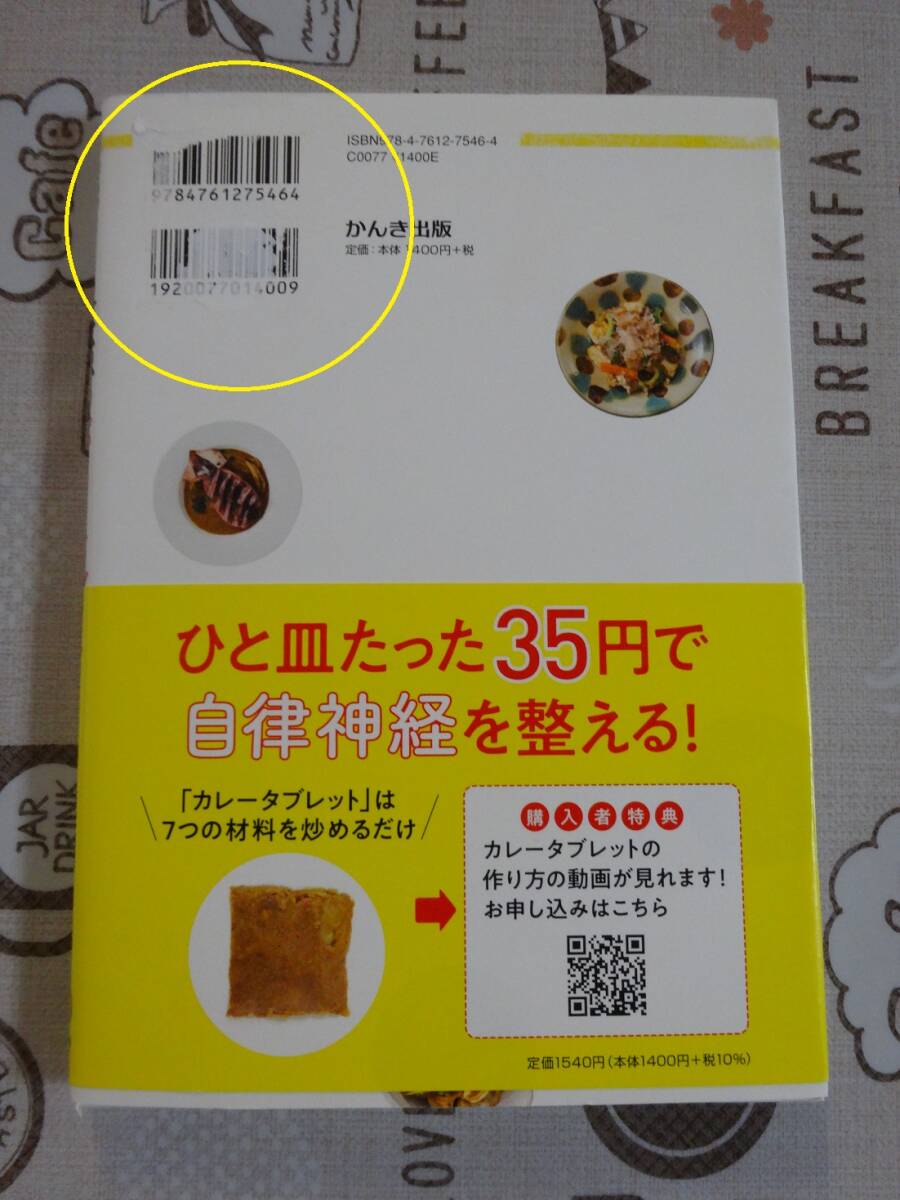 ISBN978-4-7612-7546-4
C0077 1400E
9784761275464
かんき出版
定価:本体1400円+税
1920077014009
ひと皿たった35円で
自律神経を整える!
「カレータブレット」は
7つの材料を炒めるだけ
購入者特典
カレータブレットの
作り方の動画が見れます!
お申し込みはこちら
定価1540円(本体1400円+税10%)
Cafe
BREAKFAST
JAR
DRINK